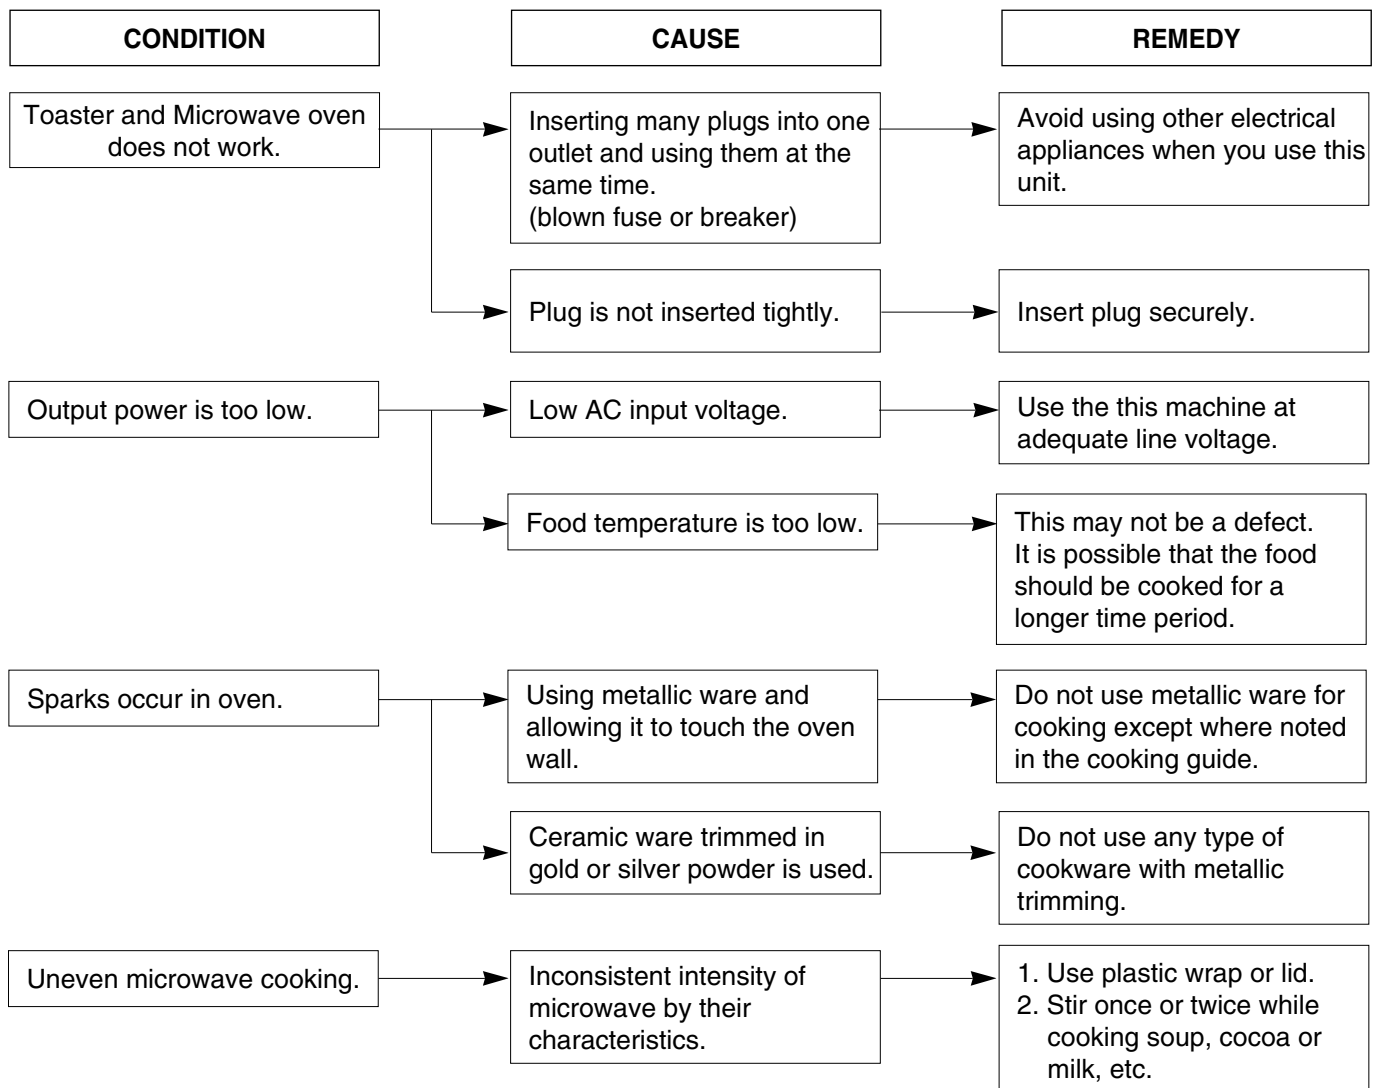 CONDITION
CAUSE
REMEDY
Toaster and Microwave oven
does not work.
Inserting many plugs into one
outlet and using them at the
same time.
(blown fuse or breaker)
Avoid using other electrical
appliances when you use this
unit.
Plug is not inserted tightly.
Insert plug securely.
Output power is too low.
Low AC input voltage.
Use the this machine at
adequate line voltage.
Food temperature is too low.
This may not be a defect.
It is possible that the food
should be cooked for a
longer time period.
Sparks occur in oven.
Using metallic ware and
allowing it to touch the oven
wall.
Do not use metallic ware for
cooking except where noted
in the cooking guide.
Ceramic ware trimmed in
gold or silver powder is used.
Do not use any type of
cookware with metallic
trimming.
Uneven microwave cooking.
Inconsistent intensity of
microwave by their
characteristics.
1. Use plastic wrap or lid.
2. Stir once or twice while
cooking soup, cocoa or
milk, etc.